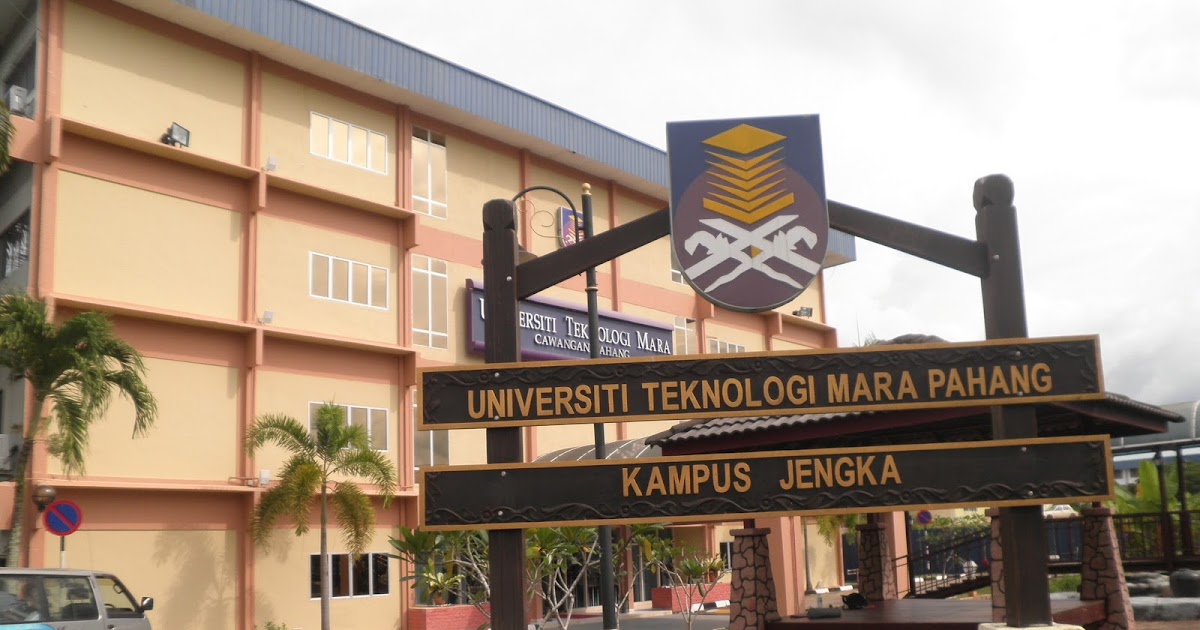 UNIVERSITI TEKNOLOGI MARA
CAWANGAN PAHANG
UNIVERSITI TEKNOLOGI MARA PAHANG
KAMPUS JENGKA